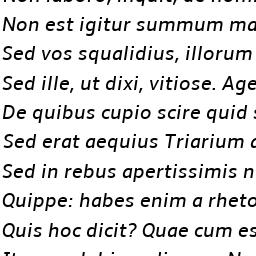 Non est igitur summum ma
Sed vos squalidius, illorum
Sed ille, ut dixi, vitiose. Age
De quibus cupio scire quid s
Sed erat aequius Triarium a
Sed in rebus apertissimis n
Quippe: habes enim a rheto
Quis hoc dicit? Quae cum es